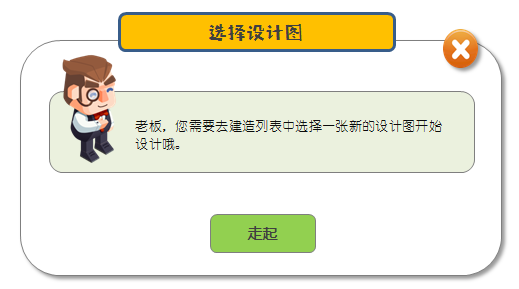 选择设计图
老板，您需要去建造列表中选择一张新的设计图开始
设计哦。
走起